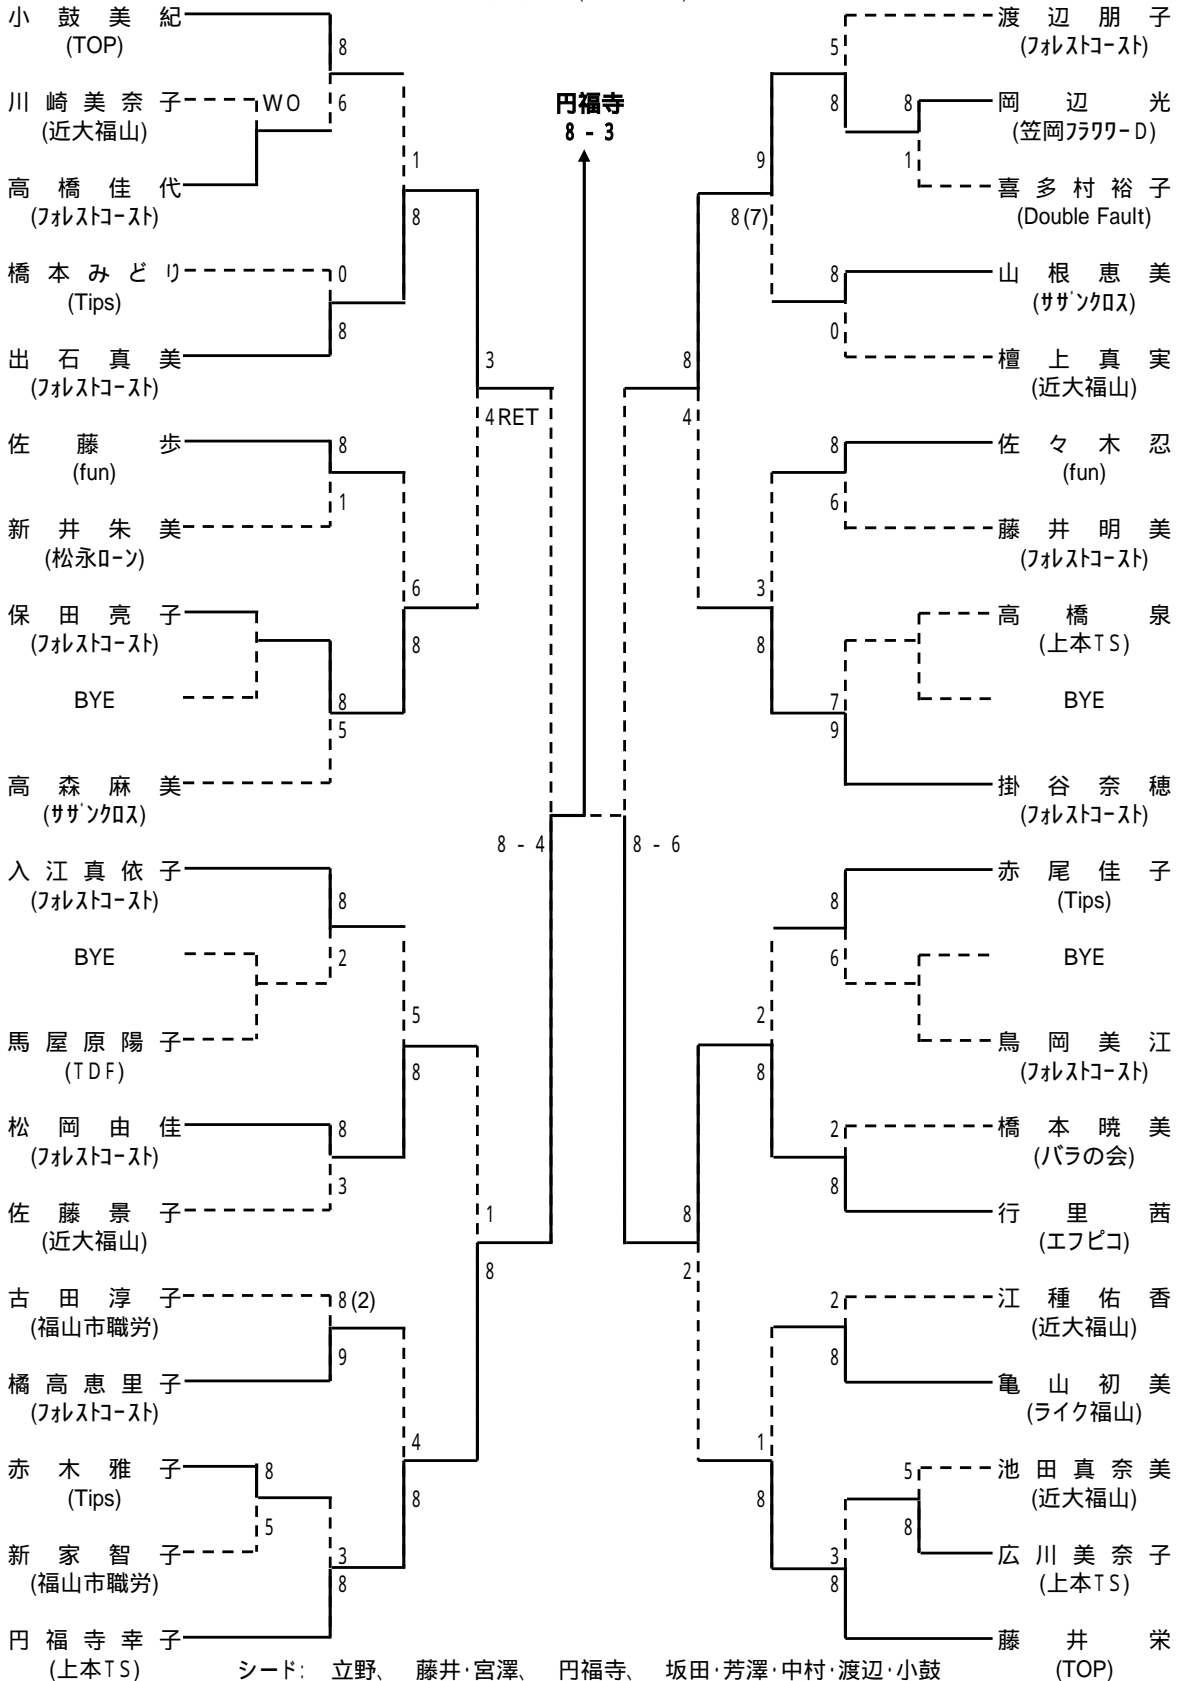 小鼓美紀
(TOP)
8
川崎美奈子
(近大福山)
WO
6
高橋佳代
(フォレストコースト)
1
8
橋本みどり
(Tips)
0
8
出石真美
(フォレストコースト)
3
4RET
佐藤歩
(fun)
8
1
新井朱美
(松永ローン)
6
8
保田亮子
(フォレストコースト)
BYE
8
5
高森麻美
(サザンクロス)
8 - 4
入江真依子
(フォレストコースト)
8
BYE
2
馬屋原陽子
(TDF)
5
8
松岡由佳
(フォレストコースト)
8
3
佐藤景子
(近大福山)
1
8
古田淳子
(福山市職労)
8(2)
9
橘高恵里子
(フォレストコースト)
4
8
赤木雅子
(Tips)
8
5
新家智子
(福山市職労)
3
8
円福寺幸子
(上本TS)
円福寺
8 - 3
渡辺朋子
(フォレストコースト)
5
8
岡辺光
(笠岡フラワーD)
8
1
喜多村裕子
(Double Fault)
9
8(7)
山根恵美
(サザンクロス)
8
0
檀上真実
(近大福山)
8
4
佐々木忍
(fun)
8
6
藤井明美
(フォレストコースト)
3
8
高橋泉
(上本TS)
BYE
7
9
掛谷奈穂
(フォレストコースト)
8 - 6
赤尾佳子
(Tips)
8
6
BYE
鳥岡美江
(フォレストコースト)
2
8
橋本暁美
(バラの会)
2
8
行里茜
(エフピコ)
8
2
江種佑香
(近大福山)
2
8
亀山初美
(ライク福山)
1
8
池田真奈美
(近大福山)
5
8
広川美奈子
(上本TS)
3
8
藤井栄
(TOP)
シード: 立野、 藤井・宮澤、 円福寺、 坂田・芳澤・中村・渡辺・小鼓